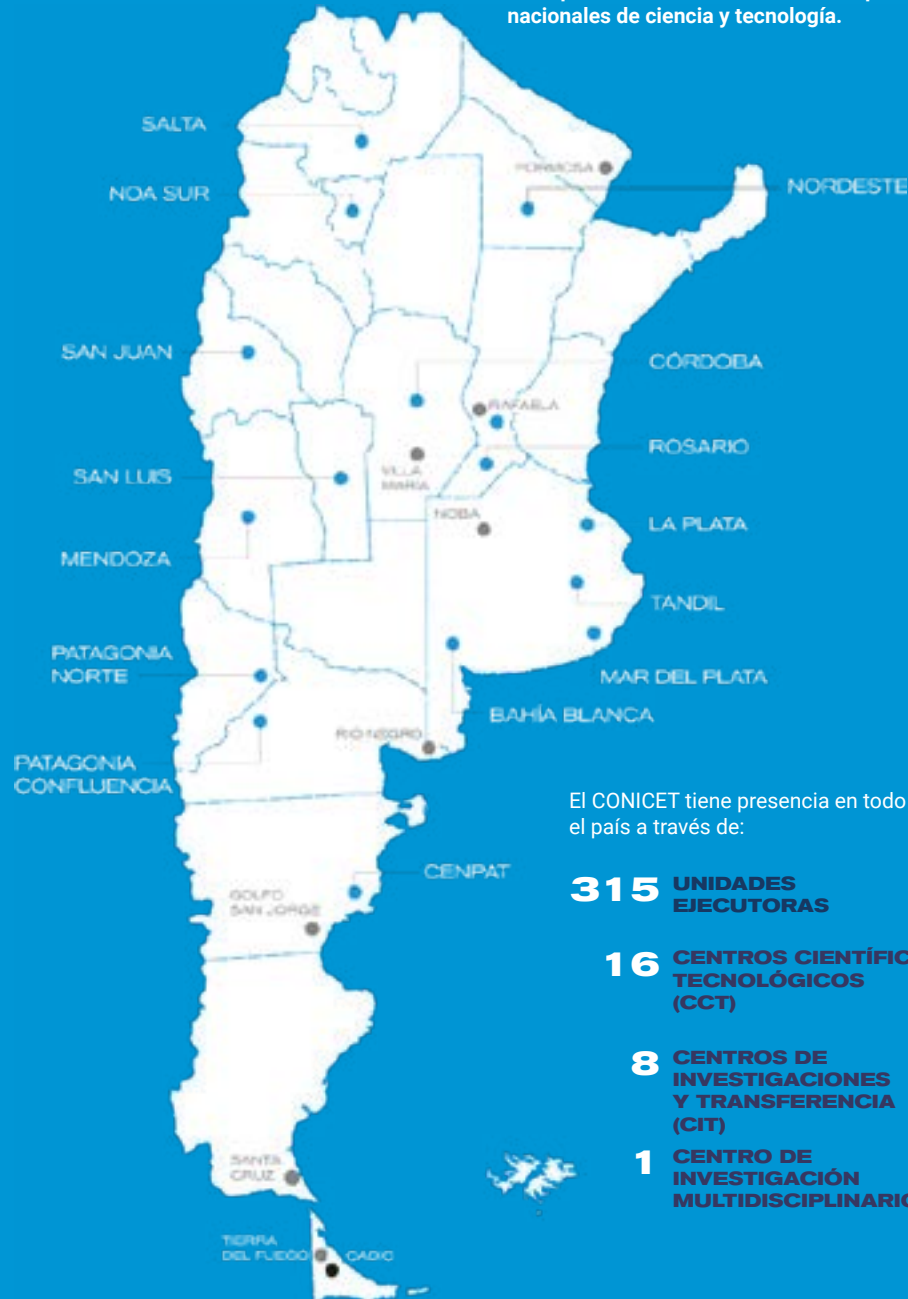 nacionales de ciencia y tecnología.
SALTA
FORMOSA
NOA SUR
NORDESTE
SAN JUAN
CÓRDOBA
RAFAELA
ROSARIO
SAN LUIS
VILLA
MARÍA
NOBA
LA PLATA
MENDOZA
TANDIL
PATAGONIA
NORTE
MAR DEL PLATA
BAHÍA BLANCA
RIO NEGRO
PATAGONIA
CONFLUENCIA
El CONICET tiene presencia en todo
el país a través de:
CENPAT
GOLFO
SAN JORGE
315 UNIDADES
EJECUTORAS
16 CENTROS CIENTÍFIC
TECNOLÓGICOS
(CCT)
8 CENTROS DE
INVESTIGACIONES
Y TRANSFERENCIA
(CIT)
1 CENTRO DE
INVESTIGACIÓN
MULTIDISCIPLINARIO
SANTA
CRUZ
TIERRA
DEL FUEGO
CADIC